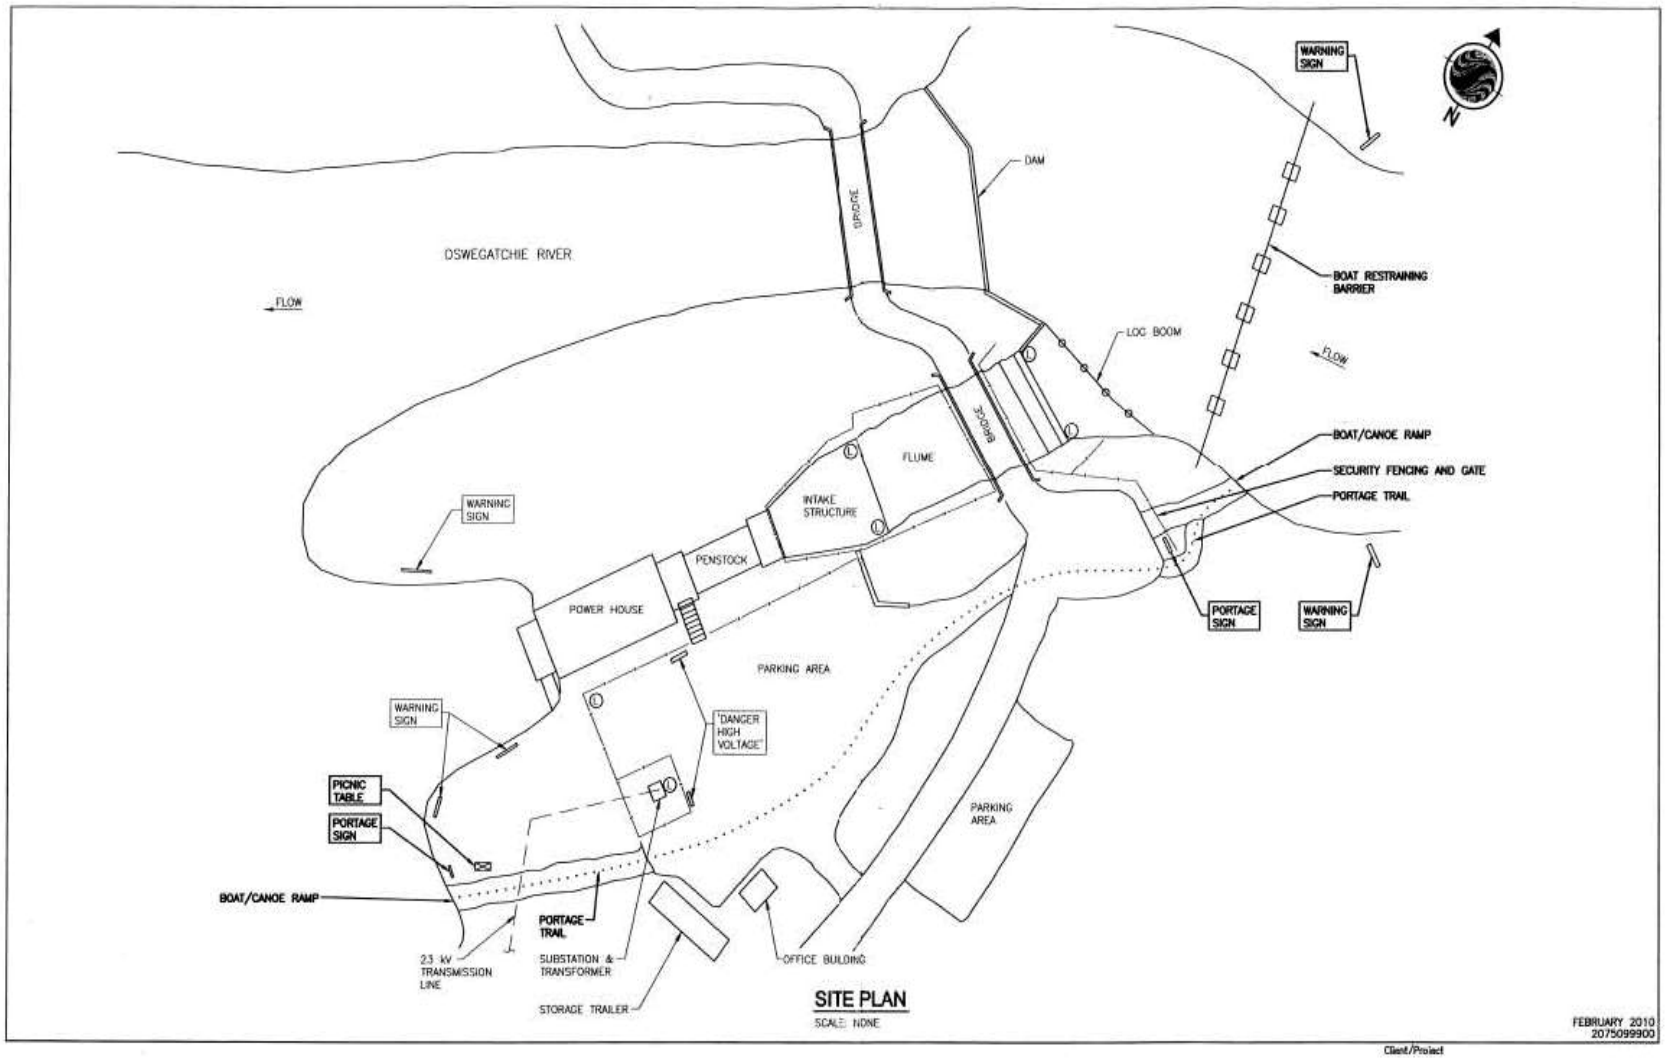 WARNING
SIGN
N
DAM
BRIDGE
OSWEGATCHIE RIVER
BOAT RESTRAINING
BARRIER
FLOW
LOG BOOM
FLOW
BRIDGE
BOAT/CANOE RAMP
FLUME
SECURITY FENCING AND GATE
PORTAGE TRAIL
INTAKE
STRUCTURE
WARNING
SIGN
PENSTOCK
POWER HOUSE
PORTAGE
SIGN
WARNING
SIGN
PARKING AREA
WARNING
SIGN
"DANGER
HIGH
VOLTAGE"
PICNIC
TABLE
PORTAGE
SIGN
PARKING
AREA
BOAT/CANOE RAMP
PORTAGE
TRAIL
2.3 kV
TRANSMISSION
LINE
SUBSTATION &
TRANSFORMER
OFFICE BUILDING
STORAGE TRAILER
SITE PLAN
SCALE: NONE
FEBRUARY 2010
2075099900
Client/Project
L
L
L
L
L
L